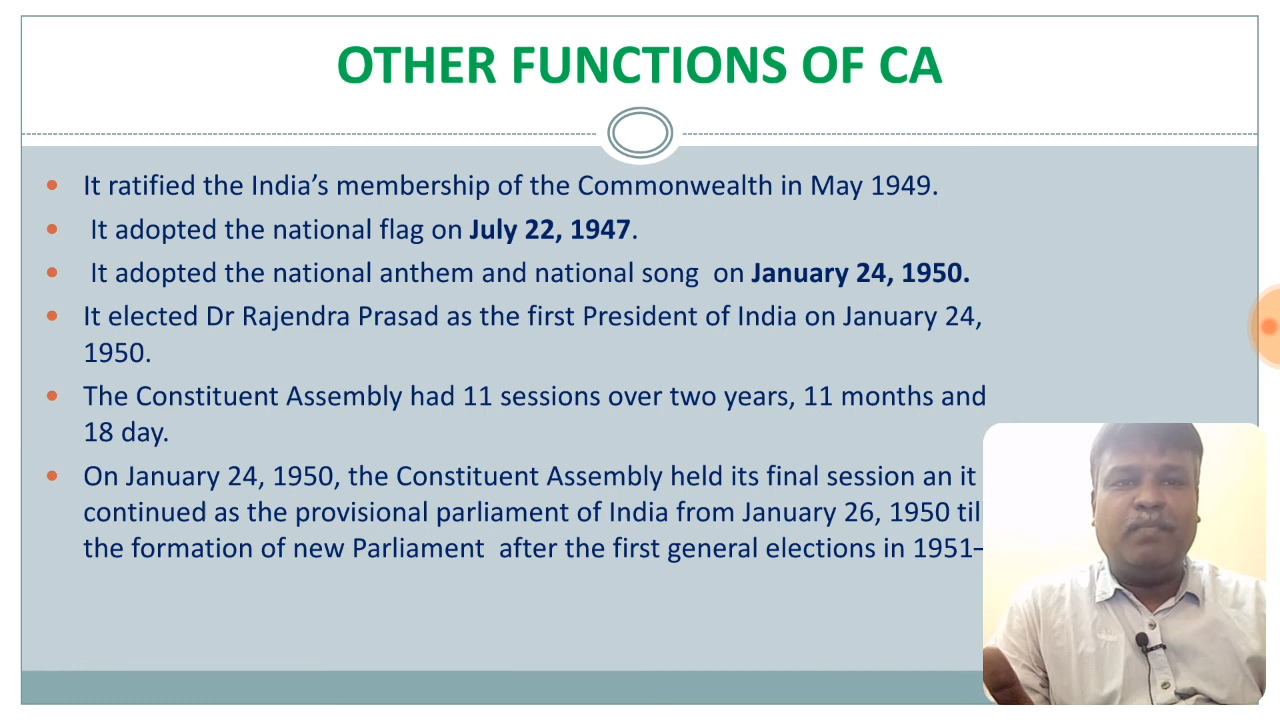 OTHER FUNCTIONS OF CA
• It ratified the India’s membership of the Commonwealth in May 1949.
• It adopted the national flag on July 22, 1947.
• It adopted the national anthem and national song on January 24, 1950.
• It elected Dr Rajendra Prasad as the first President of India on January 24,
1950.
• The Constituent Assembly had 11 sessions over two years, 11 months and
18 day.
• On January 24, 1950, the Constituent Assembly held its final session an it
continued as the provisional parliament of India from January 26, 1950
the formation of new Parliament after the first general elections in 1951–